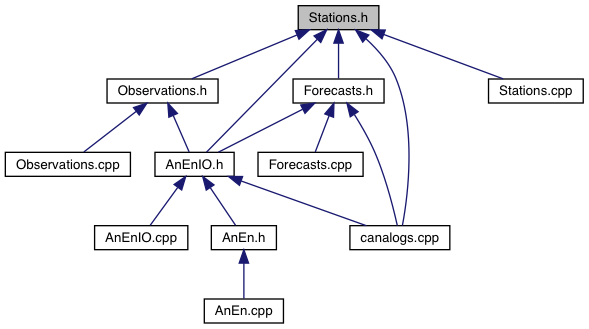 Stations.h
Observations.h
Forecasts.h
Stations.cpp
Observations.cpp
AnEnIO.h
Forecasts.cpp
AnEnIO.cpp
AnEn.h
canalogs.cpp
AnEn.cpp